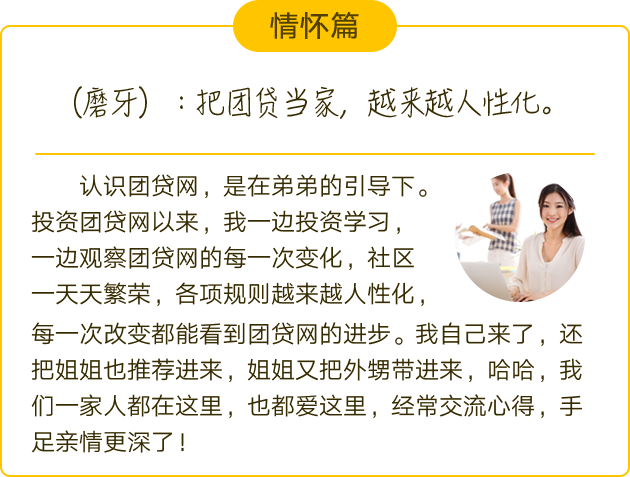 情怀篇
（磨牙）：把团贷当家，越来越人性化。
认识团贷网，是在弟弟的引导下。
投资团贷网以来，我一边投资学习，
一边观察团贷网的每一次变化，社区
一天天繁荣，各项规则越来越人性化，
每一次改变都能看到团贷网的进步。我自己来了，还
把姐姐也推荐进来，姐姐又把外甥带进来，哈哈，我
们一家人都在这里，也都爱这里，经常交流心得，手
足亲情更深了！